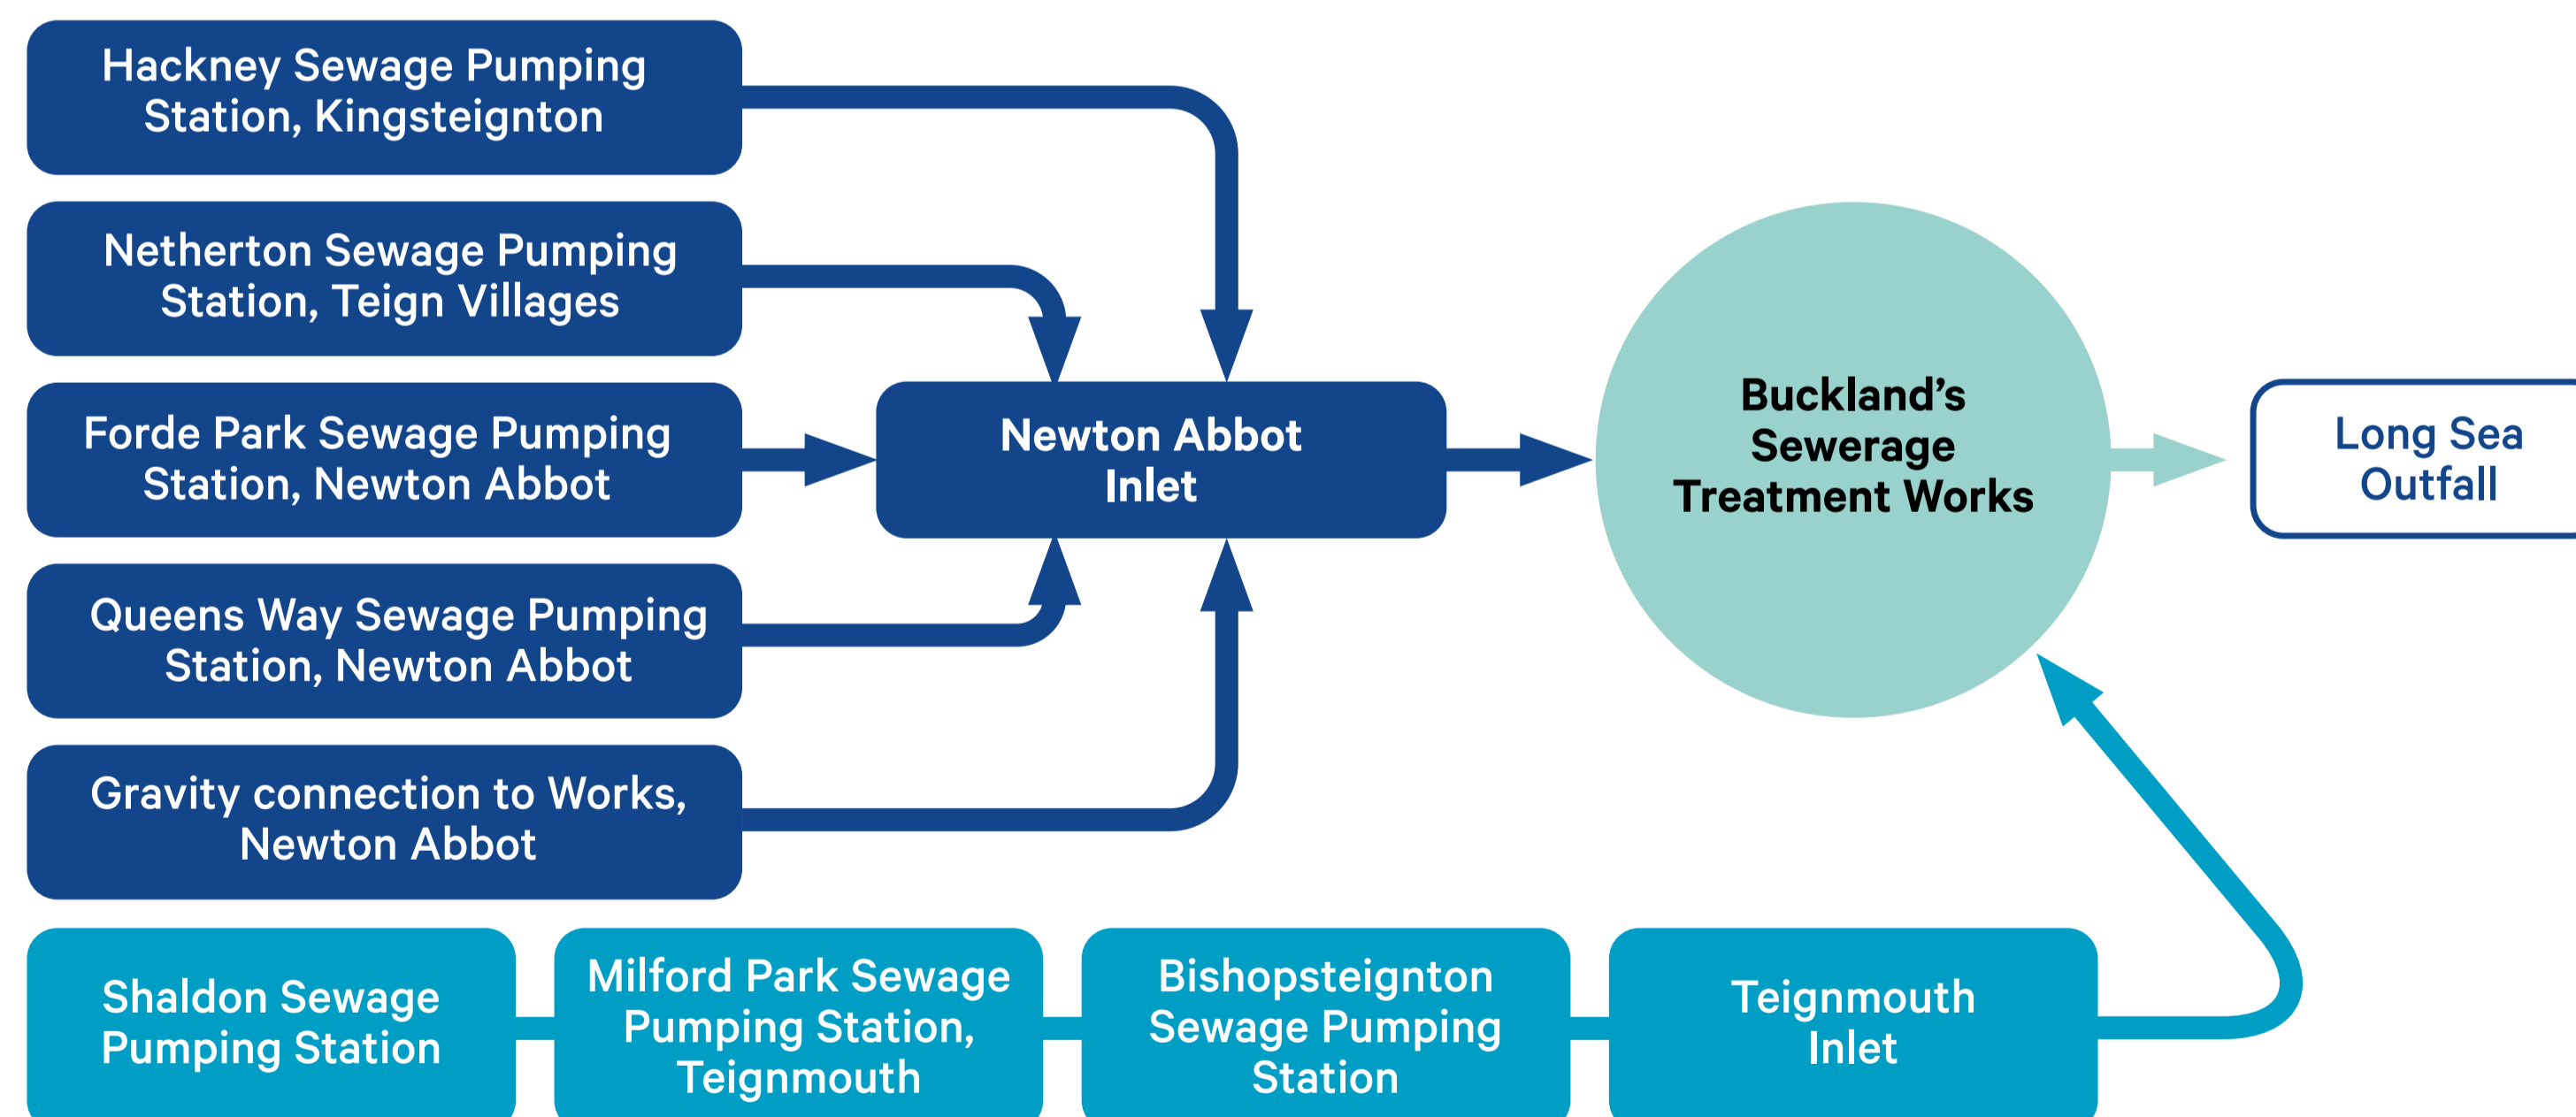 Hackney Sewage Pumping
Station, Kingsteignton
Netherton Sewage Pumping
Station, Teign Villages
Forde Park Sewage Pumping
Station, Newton Abbot
Queens Way Sewage Pumping
Station, Newton Abbot
Gravity connection to Works,
Newton Abbot
Newton Abbot
Inlet
Buckland’s
Sewerage
Treatment Works
Long Sea
Outfall
Shaldon Sewage
Pumping Station
Milford Park Sewage
Pumping Station,
Teignmouth
Bishopsteignton
Sewage Pumping
Station
Teignmouth
Inlet